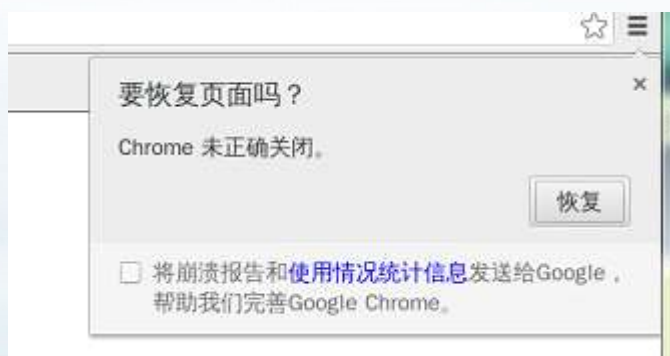 要恢复页面吗？
Chrome 未正确关闭。
恢复
将崩溃报告和使用情况统计信息发送给Google，
帮助我们完善Google Chrome。